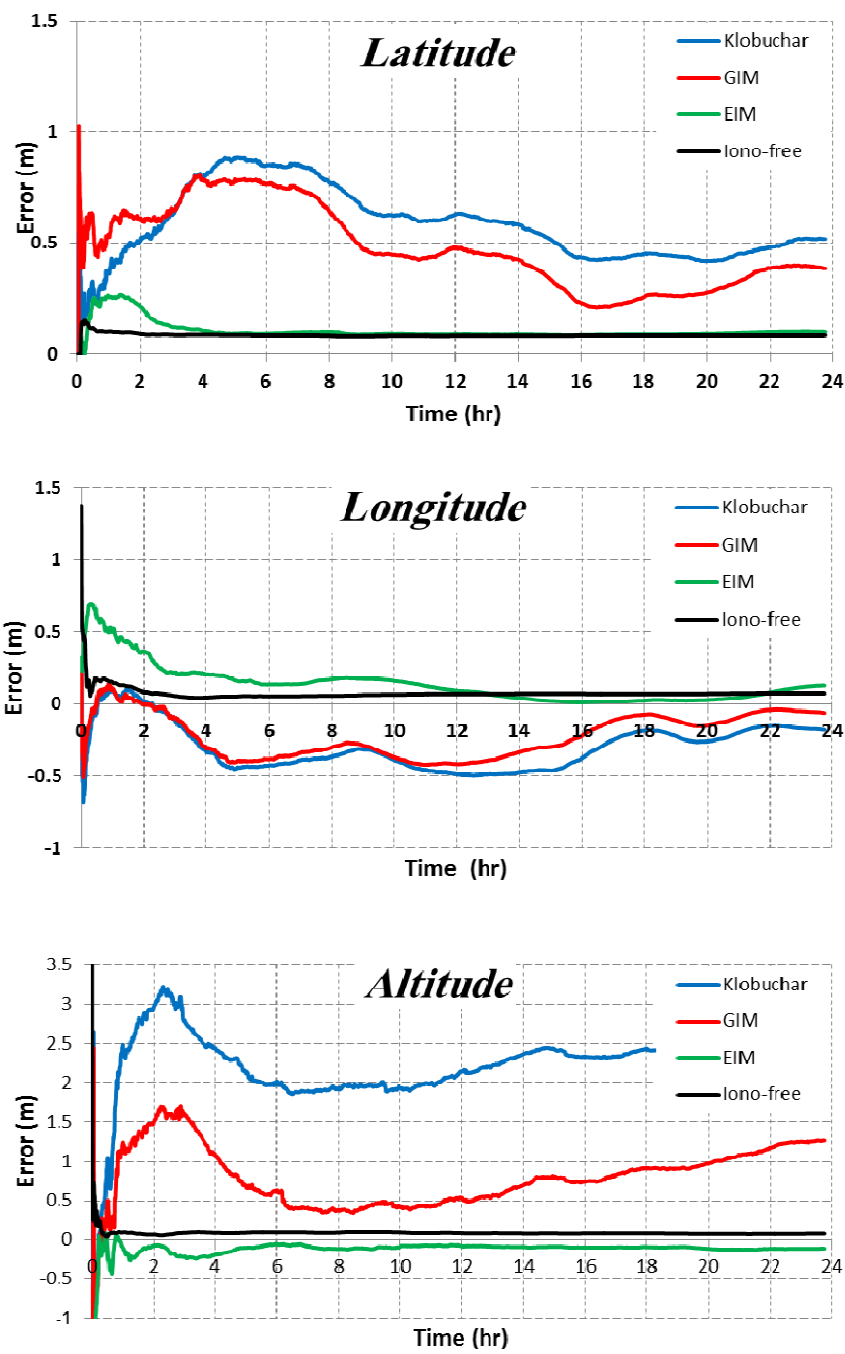 Latitude
Klobuchar
GIM
EIM
Iono-free
Error (m)
1.5
1
0.5
0
0 2 4 6 8 10 12 14 16 18 20 22 24
Time (hr)
Longitude
Klobuchar
GIM
EIM
Iono-free
Error (m)
1.5
1
0.5
0
-0.5
-1
0 2 4 6 8 10 12 14 16 18 20 22 24
Time (hr)
Altitude
Klobuchar
GIM
EIM
Iono-free
Error (m)
3.5
3
2.5
2
1.5
1
0.5
0
-0.5
-1
0 2 4 6 8 10 12 14 16 18 20 22 24
Time (hr)